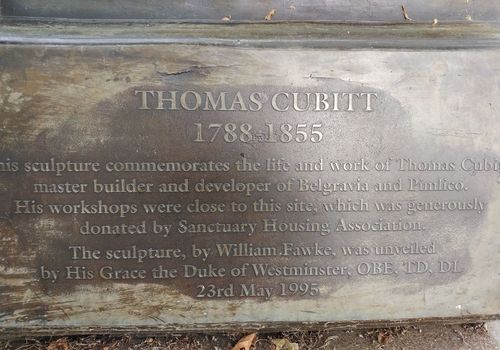 THOMAS CUBITT
1788-1855
his sculpture commemorates the life and work of Thomas Cubi
master builder and developer of Belgravia and Pimlico.
His workshops were close to this site, which was generously
donated by Sanctuary Housing Association.
The sculpture, by William Fawke, was unveiled
by His Grace the Duke of Westminster, OBE, TD, DL
23rd May 1995